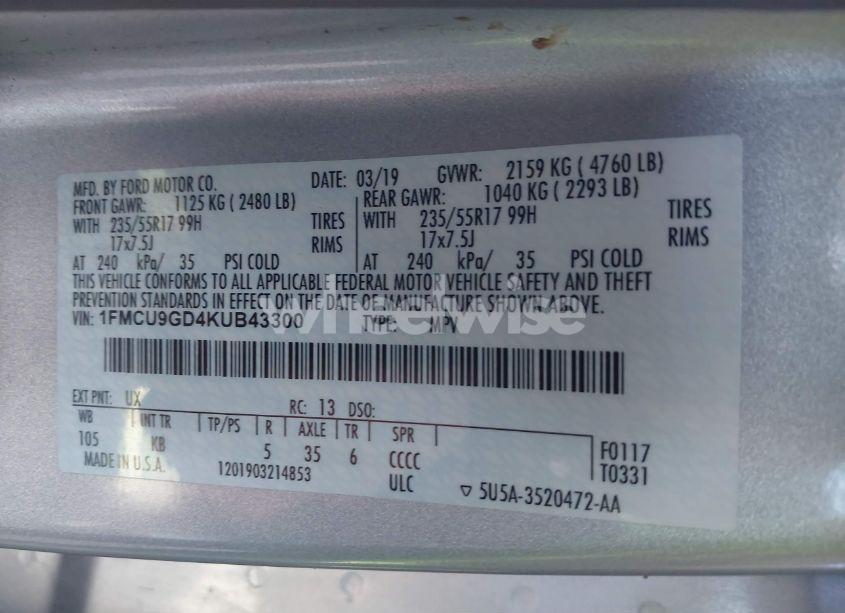 MFD. BY FORD MOTOR CO. DATE: 03/19 GVWR: 2159 KG ( 4760 LB)
FRONT GAWR: 1125 KG ( 2480 LB) REAR GAWR: 1040 KG ( 2293 LB)
WITH 235/55R17 99H TIRES WITH 235/55R17 99H TIRES
17x7.5J RIMS 17x7.5J RIMS
AT 240 kPa/ 35 PSI COLD AT 240 kPa/ 35 PSI COLD
THIS VEHICLE CONFORMS TO ALL APPLICABLE FEDERAL MOTOR VEHICLE SAFETY AND THEFT
PREVENTION STANDARDS IN EFFECT ON THE DATE OF MANUFACTURE SHOWN ABOVE.
VIN: 1FMCU9GD4KUB43300 TYPE: MPV
wheelwise
EXT PNT: UX RC: 13 DSO:
WB INT TR TP/PS R AXLE TR SPR
105 KB 5 35 6 CCCC F0117
MADE IN U.S.A. 1201903214853 ULC T0331
▽ 5U5A-3520472-AA